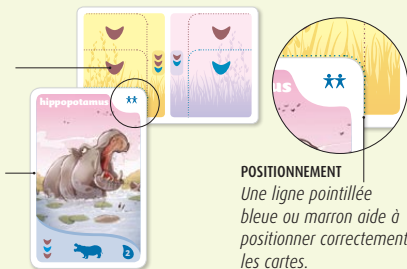 hippopotamus
2
us
POSITIONNEMENT
Une ligne pointillée
bleue ou marron aide à
positionner correctement
les cartes.